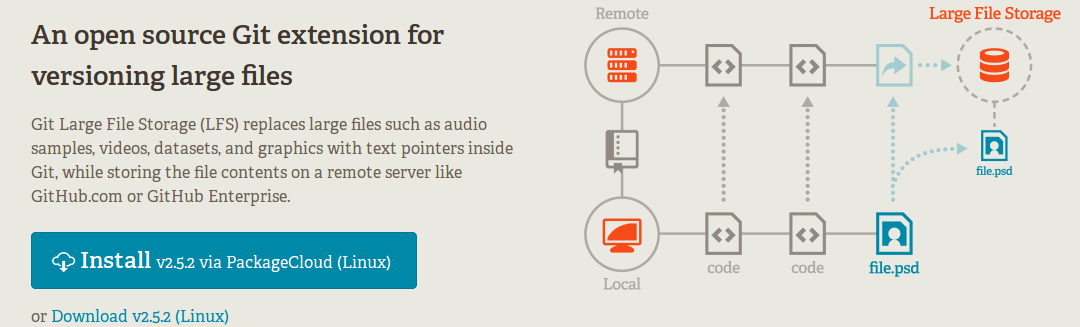 An open source Git extension for
versioning large files
Git Large File Storage (LFS) replaces large files such as audio
samples, videos, datasets, and graphics with text pointers inside
Git, while storing the file contents on a remote server like
GitHub.com or GitHub Enterprise.
Install v2.5.2 via PackageCloud (Linux)
or Download v2.5.2 (Linux)
Remote
Large File Storage
file.psd
code
code
file.psd
Local